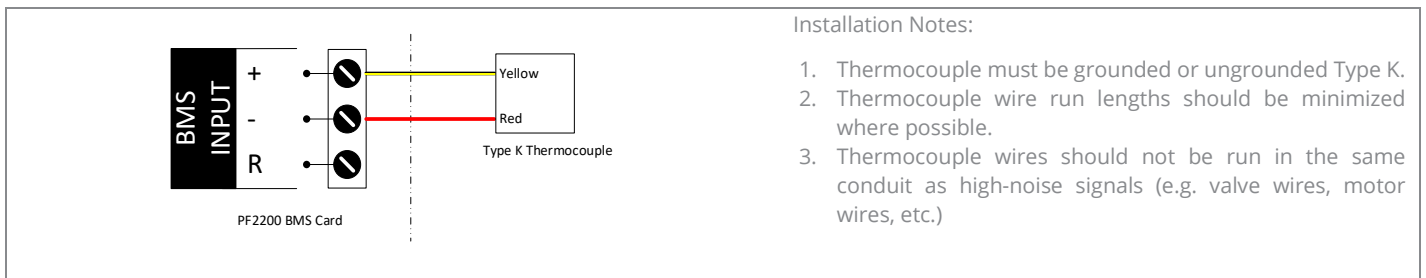 BMS
INPUT
+
-
R
Yellow
Red
Type K Thermocouple
PF2200 BMS Card
Installation Notes:
1. Thermocouple must be grounded or ungrounded Type K.
2. Thermocouple wire run lengths should be minimized
where possible.
3. Thermocouple wires should not be run in the same
conduit as high-noise signals (e.g. valve wires, motor
wires, etc.)